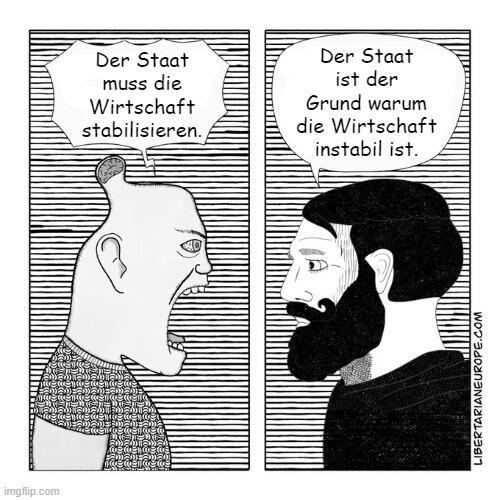 Der Staat
muss die
Wirtschaft
stabilisieren.
Der Staat
ist der
Grund warum
die Wirtschaft
instabil ist.
LIBERTARIANEUROPE.COM
imgflip.com